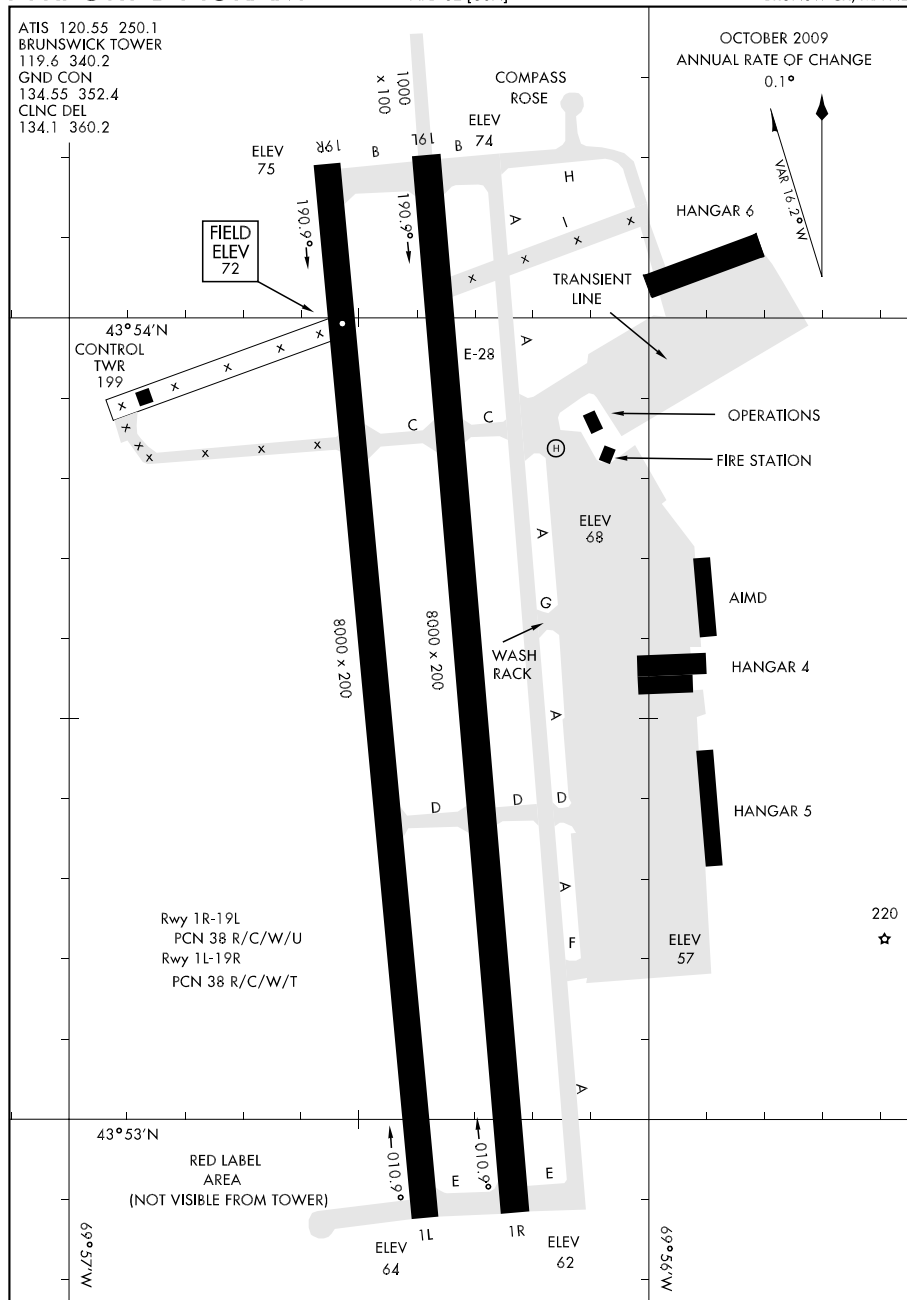 ATIS 120.55 250.1
BRUNSWICK TOWER
119.6 340.2
GND CON
134.55 352.4
CLNC DEL
134.1 360.2
1000
x 100
COMPASS
ROSE
OCTOBER 2009
ANNUAL RATE OF CHANGE
0.1°
VAR 16.2° W
ELEV
75
19R
B
19L
B
ELEV
74
H
A
I
x
x
x
x
190.9°
190.9°
HANGAR 6
FIELD
ELEV
72
TRANSIENT
LINE
43° 54'N
CONTROL
TWR
199
x
x
x
x
x
E-28
A
x
x
x
x
x
x
C
C
H
OPERATIONS
FIRE STATION
ELEV
68
A
AIMD
G
8000 x 200
8000 x 200
WASH
RACK
HANGAR 4
A
D
D
D
HANGAR 5
A
Rwy 1R-19L
PCN 38 R/C/W/U
Rwy 1L-19R
PCN 38 R/C/W/T
F
ELEV
57
220
A
43° 53'N
RED LABEL
AREA
(NOT VISIBLE FROM TOWER)
010.9°
010.9°
E
E
1L
1R
ELEV
64
ELEV
62
69° 57'W
69° 56'W